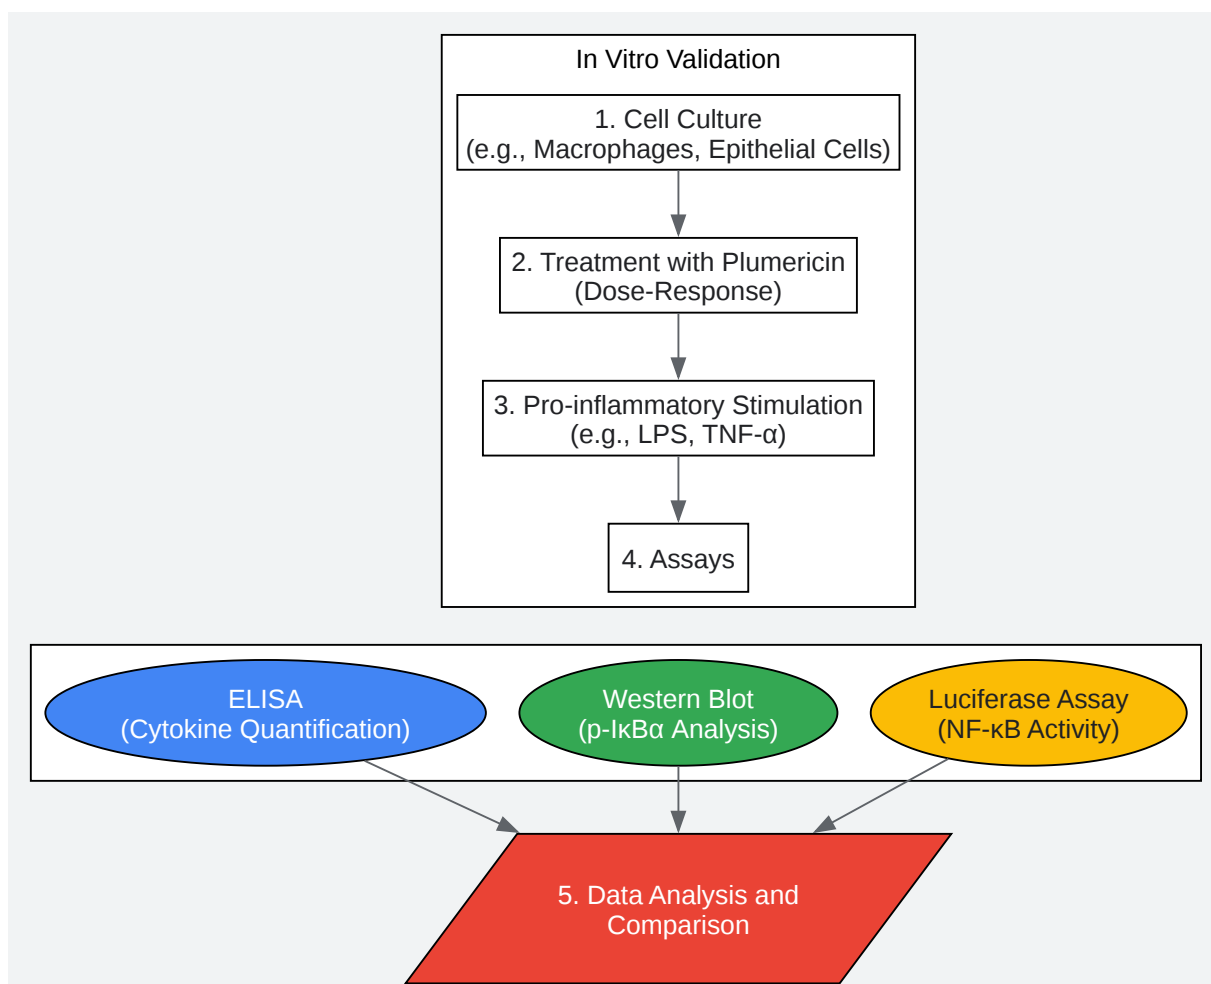 In Vitro Validation
1. Cell Culture
(e.g., Macrophages, Epithelial Cells)
2. Treatment with Plumericin
(Dose-Response)
3. Pro-inflammatory Stimulation
(e.g., LPS, TNF-α)
4. Assays
ELISA
(Cytokine Quantification)
Western Blot
(p-IκBα Analysis)
Luciferase Assay
(NF-κB Activity)
5. Data Analysis and
Comparison